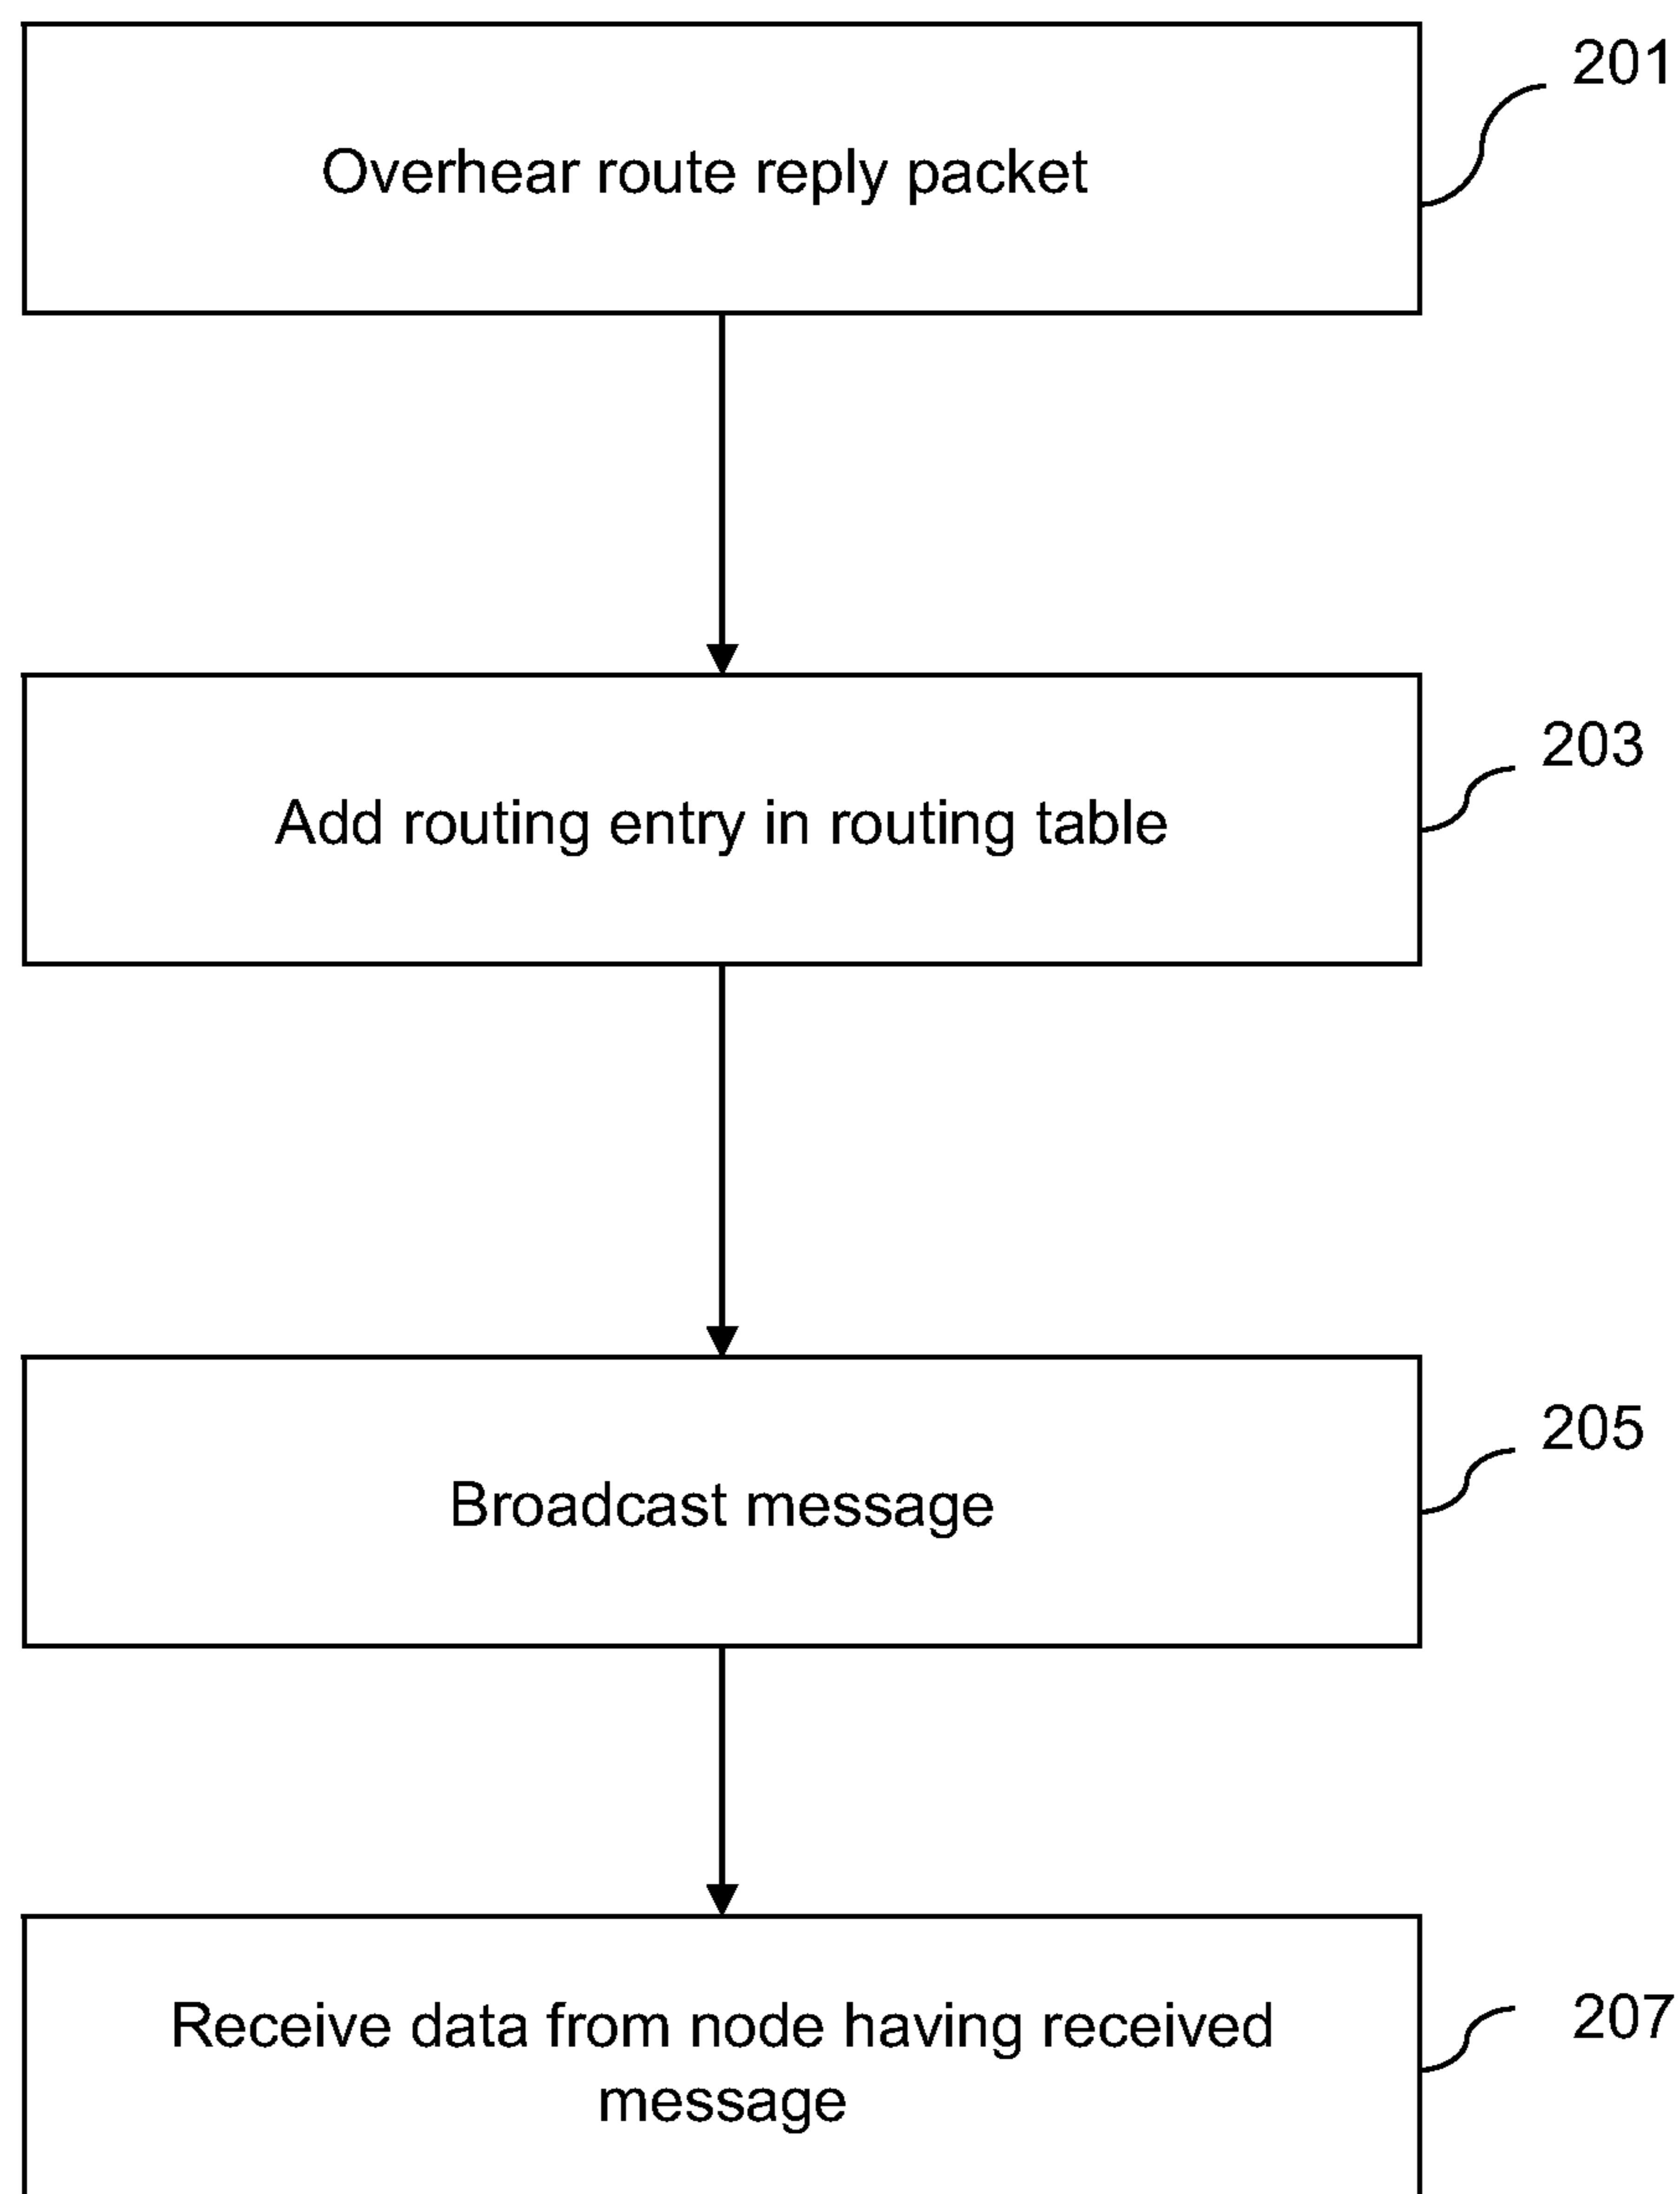 201
Overhear route reply packet
203
Add routing entry in routing table
205
Broadcast message
207
Receive data from node having received
message